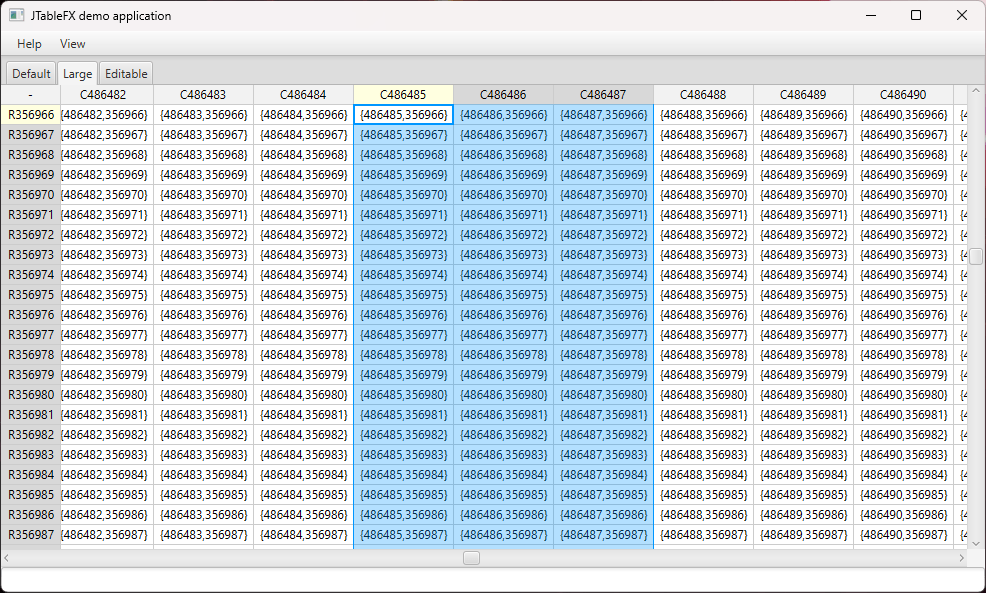 JTableFX demo application
Help View
Default Large Editable
- C486482 C486483 C486484 C486485 C486486 C486487 C486488 C486489 C486490
R356966 {486482,356966} {486483,356966} {486484,356966} {486485,356966} {486486,356966} {486487,356966} {486488,356966} {486489,356966} {486490,356966} {4
R356967 {486482,356967} {486483,356967} {486484,356967} {486485,356967} {486486,356967} {486487,356967} {486488,356967} {486489,356967} {486490,356967} {4
R356968 {486482,356968} {486483,356968} {486484,356968} {486485,356968} {486486,356968} {486487,356968} {486488,356968} {486489,356968} {486490,356968} {4
R356969 {486482,356969} {486483,356969} {486484,356969} {486485,356969} {486486,356969} {486487,356969} {486488,356969} {486489,356969} {486490,356969} {4
R356970 {486482,356970} {486483,356970} {486484,356970} {486485,356970} {486486,356970} {486487,356970} {486488,356970} {486489,356970} {486490,356970} {4
R356971 {486482,356971} {486483,356971} {486484,356971} {486485,356971} {486486,356971} {486487,356971} {486488,356971} {486489,356971} {486490,356971} {4
R356972 {486482,356972} {486483,356972} {486484,356972} {486485,356972} {486486,356972} {486487,356972} {486488,356972} {486489,356972} {486490,356972} {4
R356973 {486482,356973} {486483,356973} {486484,356973} {486485,356973} {486486,356973} {486487,356973} {486488,356973} {486489,356973} {486490,356973} {4
R356974 {486482,356974} {486483,356974} {486484,356974} {486485,356974} {486486,356974} {486487,356974} {486488,356974} {486489,356974} {486490,356974} {4
R356975 {486482,356975} {486483,356975} {486484,356975} {486485,356975} {486486,356975} {486487,356975} {486488,356975} {486489,356975} {486490,356975} {4
R356976 {486482,356976} {486483,356976} {486484,356976} {486485,356976} {486486,356976} {486487,356976} {486488,356976} {486489,356976} {486490,356976} {4
R356977 {486482,356977} {486483,356977} {486484,356977} {486485,356977} {486486,356977} {486487,356977} {486488,356977} {486489,356977} {486490,356977} {4
R356978 {486482,356978} {486483,356978} {486484,356978} {486485,356978} {486486,356978} {486487,356978} {486488,356978} {486489,356978} {486490,356978} {4
R356979 {486482,356979} {486483,356979} {486484,356979} {486485,356979} {486486,356979} {486487,356979} {486488,356979} {486489,356979} {486490,356979} {4
R356980 {486482,356980} {486483,356980} {486484,356980} {486485,356980} {486486,356980} {486487,356980} {486488,356980} {486489,356980} {486490,356980} {4
R356981 {486482,356981} {486483,356981} {486484,356981} {486485,356981} {486486,356981} {486487,356981} {486488,356981} {486489,356981} {486490,356981} {4
R356982 {486482,356982} {486483,356982} {486484,356982} {486485,356982} {486486,356982} {486487,356982} {486488,356982} {486489,356982} {486490,356982} {4
R356983 {486482,356983} {486483,356983} {486484,356983} {486485,356983} {486486,356983} {486487,356983} {486488,356983} {486489,356983} {486490,356983} {4
R356984 {486482,356984} {486483,356984} {486484,356984} {486485,356984} {486486,356984} {486487,356984} {486488,356984} {486489,356984} {486490,356984} {4
R356985 {486482,356985} {486483,356985} {486484,356985} {486485,356985} {486486,356985} {486487,356985} {486488,356985} {486489,356985} {486490,356985} {4
R356986 {486482,356986} {486483,356986} {486484,356986} {486485,356986} {486486,356986} {486487,356986} {486488,356986} {486489,356986} {486490,356986} {4
R356987 {486482,356987} {486483,356987} {486484,356987} {486485,356987} {486486,356987} {486487,356987} {486488,356987} {486489,356987} {486490,356987} {4